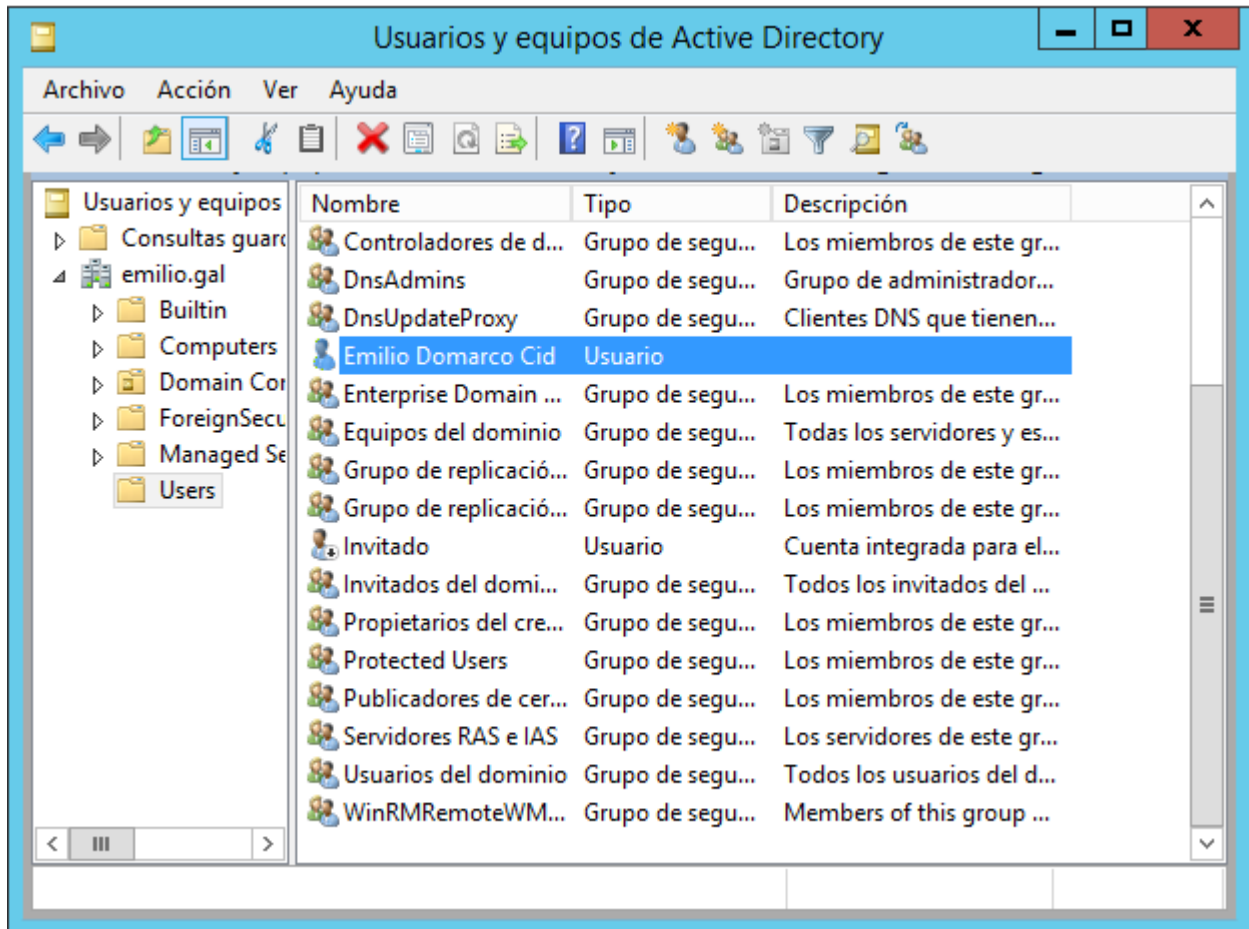 Usuarios y equipos de Active Directory
Archivo Acción Ver Ayuda
Usuarios y equipos
Consultas guard
emilio.gal
Builtin
Computers
Domain Cor
ForeignSecu
Managed Se
Users
Nombre Tipo Descripción
Controladores de d... Grupo de segu... Los miembros de este gr...
DnsAdmins Grupo de segu... Grupo de administrador...
DnsUpdateProxy Grupo de segu... Clientes DNS que tienen...
Emilio Domarco Cid Usuario
Enterprise Domain ... Grupo de segu... Los miembros de este gr...
Equipos del dominio Grupo de segu... Todas los servidores y es...
Grupo de replicació... Grupo de segu... Los miembros de este gr...
Grupo de replicació... Grupo de segu... Los miembros de este gr...
Invitado Usuario Cuenta integrada para el...
Invitados del domi... Grupo de segu... Todos los invitados del ...
Propietarios del cre... Grupo de segu... Los miembros de este gr...
Protected Users Grupo de segu... Los miembros de este gr...
Publicadores de cer... Grupo de segu... Los miembros de este gr...
Servidores RAS e IAS Grupo de segu... Los servidores de este gr...
Usuarios del dominio Grupo de segu... Todos los usuarios del d...
WinRMRemoteWM... Grupo de segu... Members of this group ...